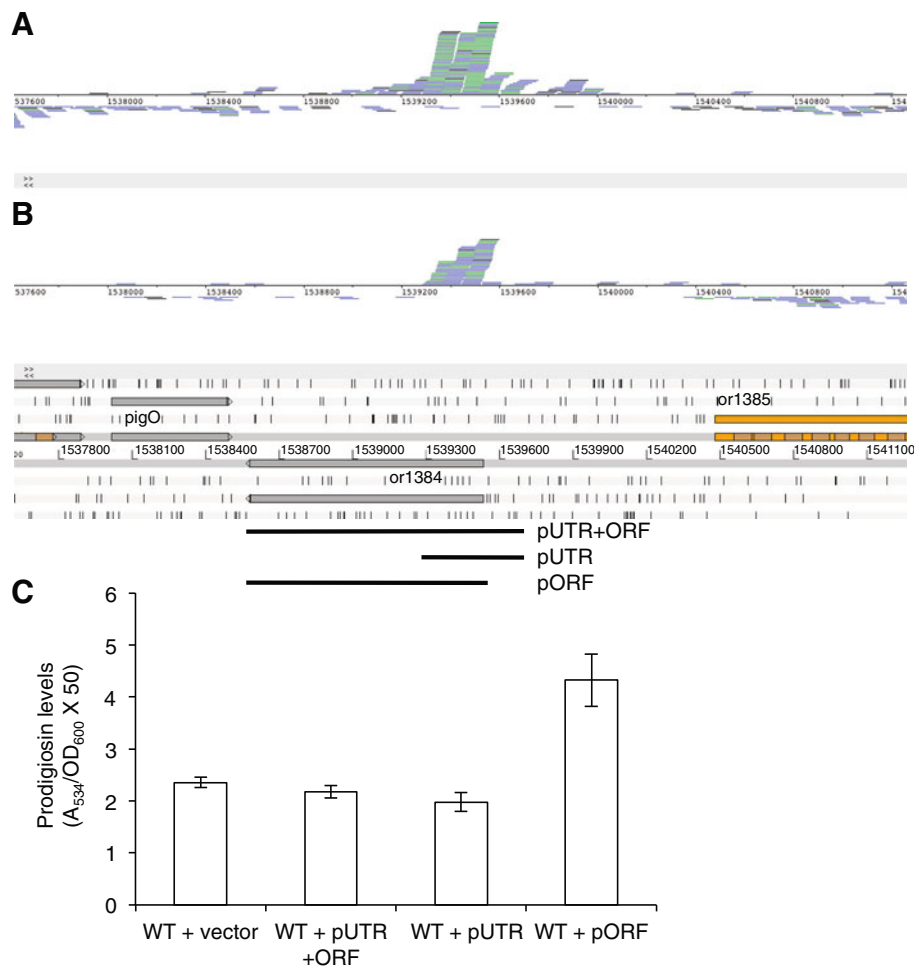 A
537600 1538000 1538400 1538800 1539200 1539600 1540000 1540400 1540800 154
>>
<<
B
537600 1538000 1538400 1538800 1539200 1539600 1540000 1540400 1540800 154
>>
<<
or1385
pigO
00 1537800 1538100 1538400 1538700 1539000 1539300 1539600 1539900 1540200 1540500 1540800 1541100
or1384
pUTR+ORF
pUTR
pORF
C
6
5
4
3
2
1
0
Prodigiosin levels
(A534/OD600 X 50)
WT + vector WT + pUTR WT + pUTR WT + pORF
+ORF